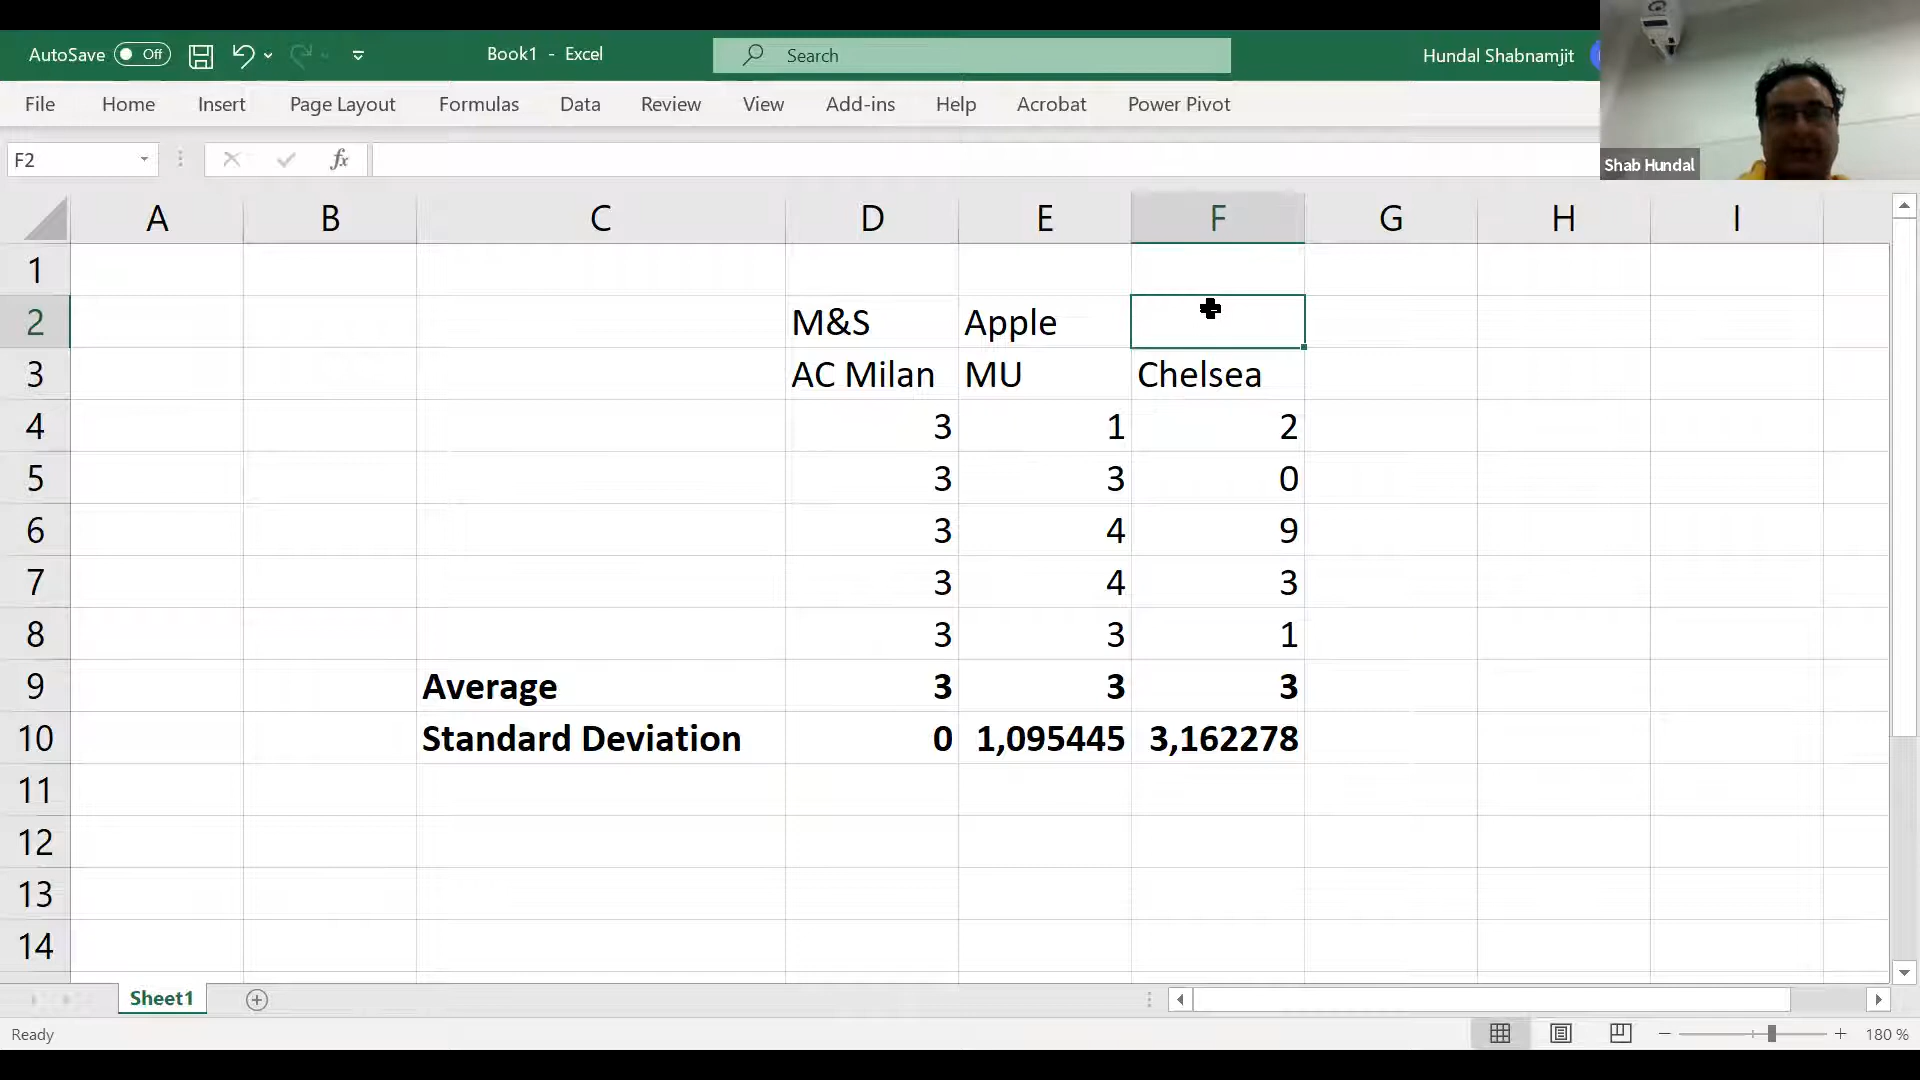 AutoSave Off Book1 - Excel Search Hundal Shabnamjit
File Home Insert Page Layout Formulas Data Review View Add-ins Help Acrobat Power Pivot
F2 fx
Shab Hundal
A B C D E F G H I
1
2 M&S Apple
3 AC Milan MU Chelsea
4 3 1 2
5 3 3 0
6 3 4 9
7 3 4 3
8 3 3 1
9 Average 3 3 3
10 Standard Deviation 0 1,095445 3,162278
11
12
13
14
Sheet1
Ready 180 %